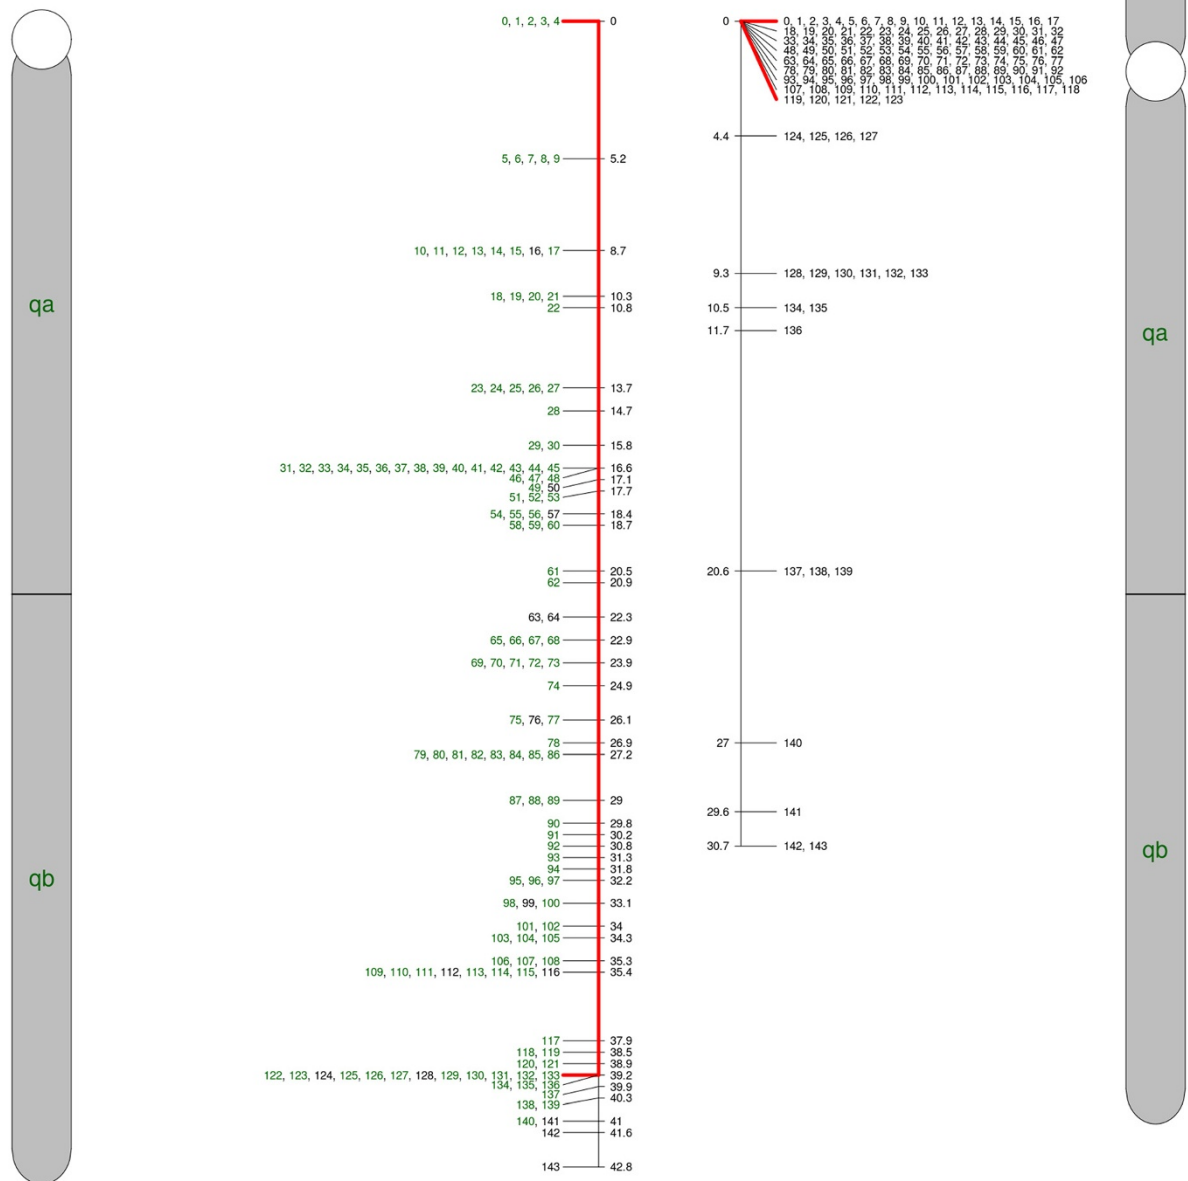 0, 1, 2, 3, 4 0
5, 6, 7, 8, 9 5.2
10, 11, 12, 13, 14, 15, 16, 17 8.7
18, 19, 20, 21 10.3
22 10.8
23, 24, 25, 26, 27 13.7
28 14.7
29, 30 15.8
31, 32, 33, 34, 35, 36, 37, 38, 39, 40, 41, 42, 43, 44, 45 16.6
46, 47, 48 17.1
49, 50 17.7
51, 52, 53
54, 55, 56, 57 18.4
58, 59, 60 18.7
61 20.5
62 20.9
63, 64 22.3
65, 66, 67, 68 22.9
69, 70, 71, 72, 73 23.9
74 24.9
75, 76, 77 26.1
78 26.9
79, 80, 81, 82, 83, 84, 85, 86 27.2
87, 88, 89 29
90 29.8
91 30.2
92 30.8
93 31.3
94 31.8
95, 96, 97 32.2
98, 99, 100 33.1
101, 102 34
103, 104, 105 34.3
106, 107, 108 35.3
109, 110, 111, 112, 113, 114, 115, 116 35.4
117 37.9
118, 119 38.5
120, 121 38.9
122, 123, 124, 125, 126, 127, 128, 129, 130, 131, 132, 133 39.2
134, 135, 136 39.9
137 40.3
138, 139
140, 141 41
142 41.6
143 42.8
0 0, 1, 2, 3, 4, 5, 6, 7, 8, 9, 10, 11, 12, 13, 14, 15, 16, 17
18, 19, 20, 21, 22, 23, 24, 25, 26, 27, 28, 29, 30, 31, 32
33, 34, 35, 36, 37, 38, 39, 40, 41, 42, 43, 44, 45, 46, 47
48, 49, 50, 51, 52, 53, 54, 55, 56, 57, 58, 59, 60, 61, 62
63, 64, 65, 66, 67, 68, 69, 70, 71, 72, 73, 74, 75, 76, 77
78, 79, 80, 81, 82, 83, 84, 85, 86, 87, 88, 89, 90, 91, 92
93, 94, 95, 96, 97, 98, 99, 100, 101, 102, 103, 104, 105, 106
107, 108, 109, 110, 111, 112, 113, 114, 115, 116, 117, 118
119, 120, 121, 122, 123
4.4 124, 125, 126, 127
9.3 128, 129, 130, 131, 132, 133
10.5 134, 135
11.7 136
20.6 137, 138, 139
27 140
29.6 141
30.7 142, 143
qa
qb
qa
qb